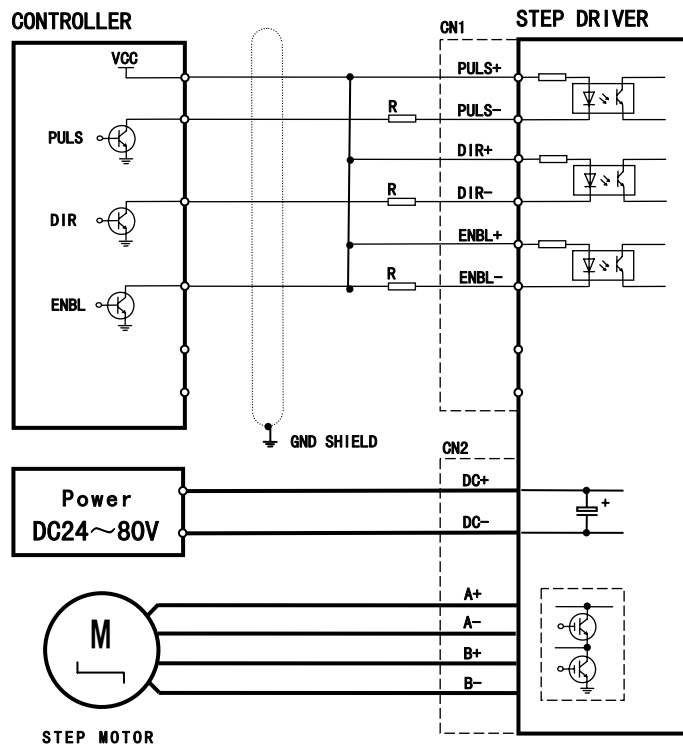 CONTROLLER
STEP DRIVER
CN1
VCC
PULS+
R
PULS-
PULS
DIR+
R
DIR-
DIR
ENBL+
R
ENBL-
ENBL
GND SHIELD
CN2
DC+
Power
DC24～80V
+
DC-
A+
A-
M
B+
B-
STEP MOTOR